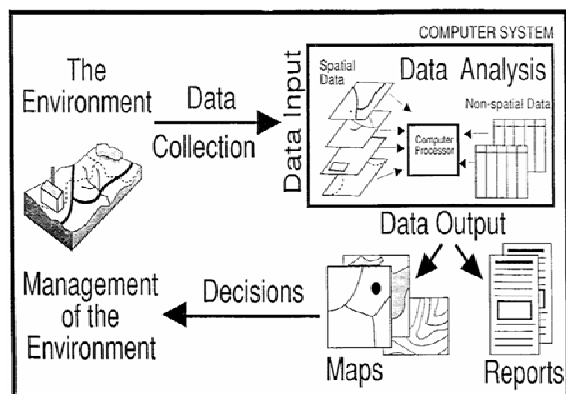 COMPUTER SYSTEM
The
Environment
Data
Collection
Data Input
Spatial
Data
Data Analysis
Non-spatial Data
Computer
Processor
Data Output
Management
of the
Environment
Decisions
Maps
Reports